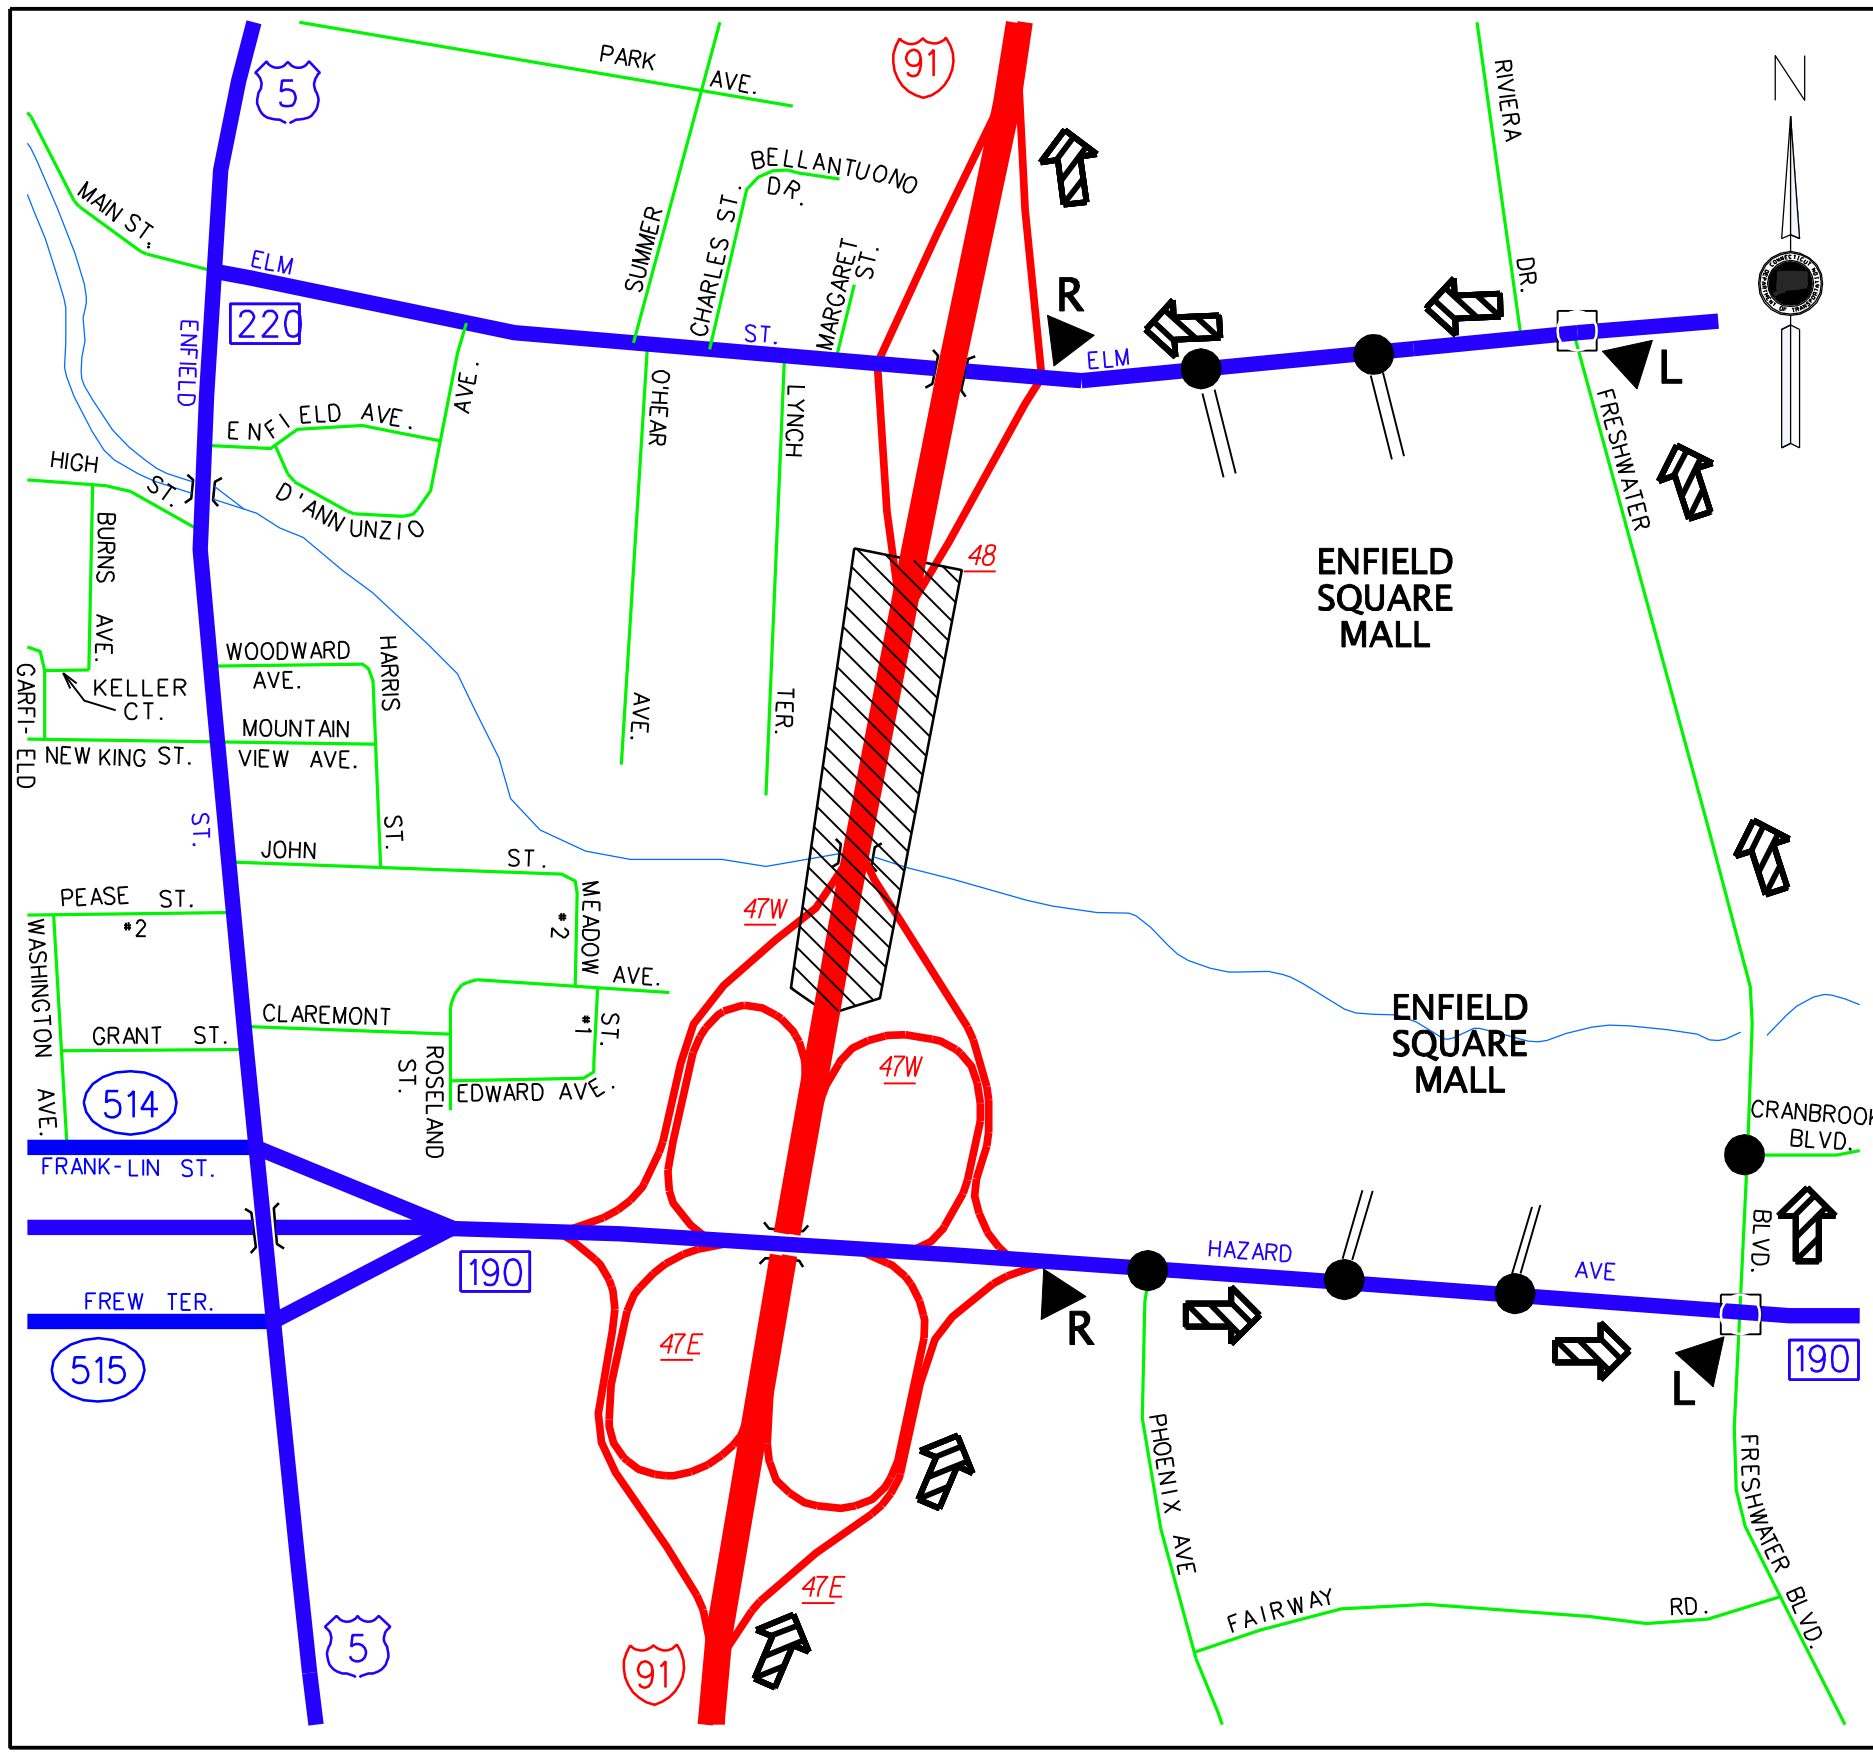 PARK AVE.
5
91
N
RIVIERA DR.
MAIN ST.
BELLANTUONO DR.
SUMMER
CHARLES ST.
MARGARET ST.
ELM ST.
220
ENFIELD ST.
R
ELM
L
FRESHWATER
ENFIELD AVE.
AVE.
O'HEAR AVE.
LYNCH TER.
HIGH ST.
D'ANNUNZIO
BURNS AVE.
48
ENFIELD
SQUARE
MALL
WOODWARD
AVE.
HARRIS ST.
KELLER
CT.
GARFI-ELD
MOUNTAIN
VIEW AVE.
NEW KING ST.
JOHN ST.
PEASE ST.
#2
MEADOW ST.
#2
#1
47W
WASHINGTON AVE.
CLAREMONT AVE.
GRANT ST.
ROSELAND
ST.
EDWARD AVE.
47W
ENFIELD
SQUARE
MALL
514
CRANBROOK
BLVD.
FRANK-LIN ST.
BLVD.
190
HAZARD AVE
FREW TER.
515
47E
R
L
190
PHOENIX AVE
FRESHWATER BLVD.
47E
FAIRWAY RD.
5
91